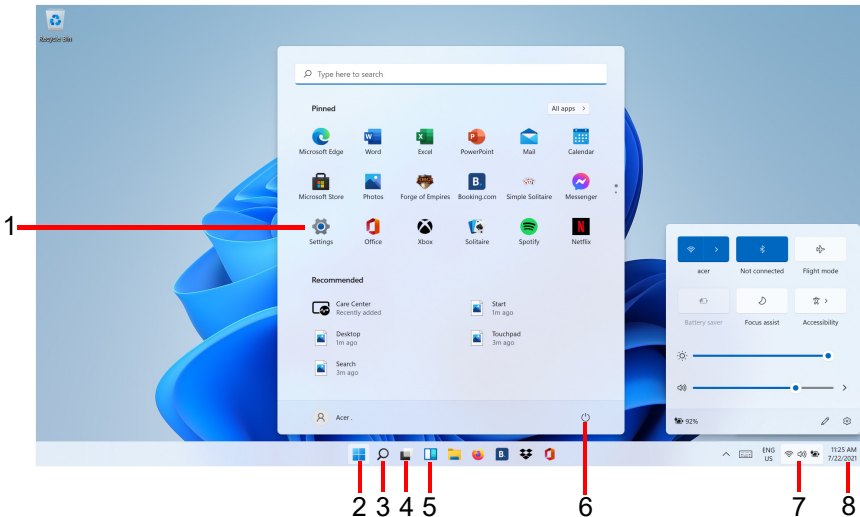 Recycle Bin
Type here to search
Pinned
All apps >
Microsoft Edge Word Excel PowerPoint Mail Calendar
Microsoft Store Photos Forge of Empires Booking.com Simple Solitaire Messenger
1
Settings Office Xbox Solitaire Spotify Netflix
Recommended
Care Center
Recently added
Start
1m ago
Desktop
1m ago
Touchpad
3m ago
Search
3m ago
Acer .
acer Not connected Flight mode
Battery saver Focus assist Accessibility
92%
ENG
US
11:25 AM
7/22/2021
2 3 4 5 6 7 8